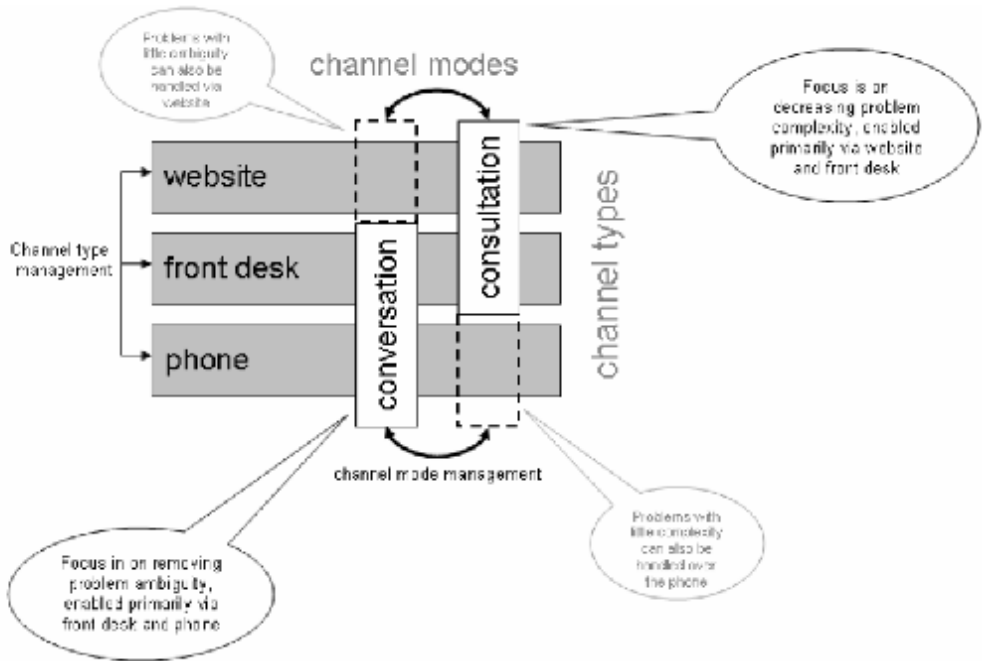 Problems with
little ambiguity
can also be
handled via
website
channel modes
Focus is on
decreasing problem
complexity, enabled
primarily via website
and front desk
website
front desk
phone
Channel type
management
conversation
consultation
channel types
channel mode management
Focus in on removing
problem ambiguity,
enabled primarily via
front desk and phone
Problems with
little complexity
can also be
handled over
the phone